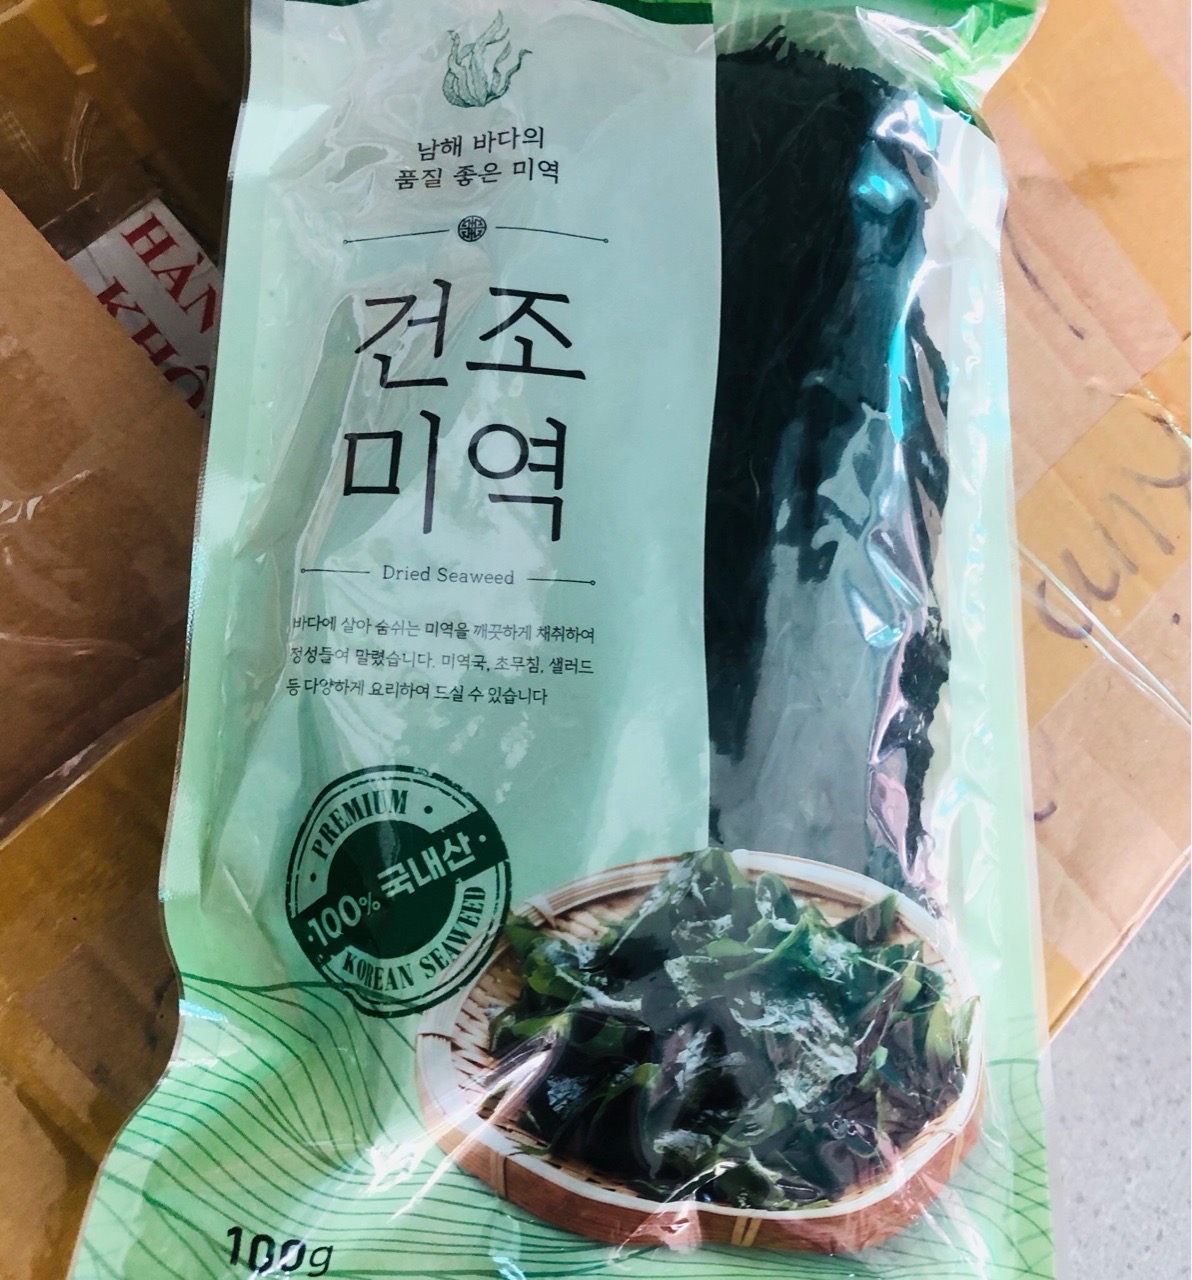 남해 바다의
품질 좋은 미역
건조
미역
Dried Seaweed
바다에 살아 숨쉬는 미역을 깨끗하게 채취하여
정성들여 말렸습니다. 미역국, 초무침, 샐러드
등 다양하게 요리하여 드실 수 있습니다
PREMIUM
100% 국내산
KOREAN SEAWEED
100g
HÀN
KHÔ